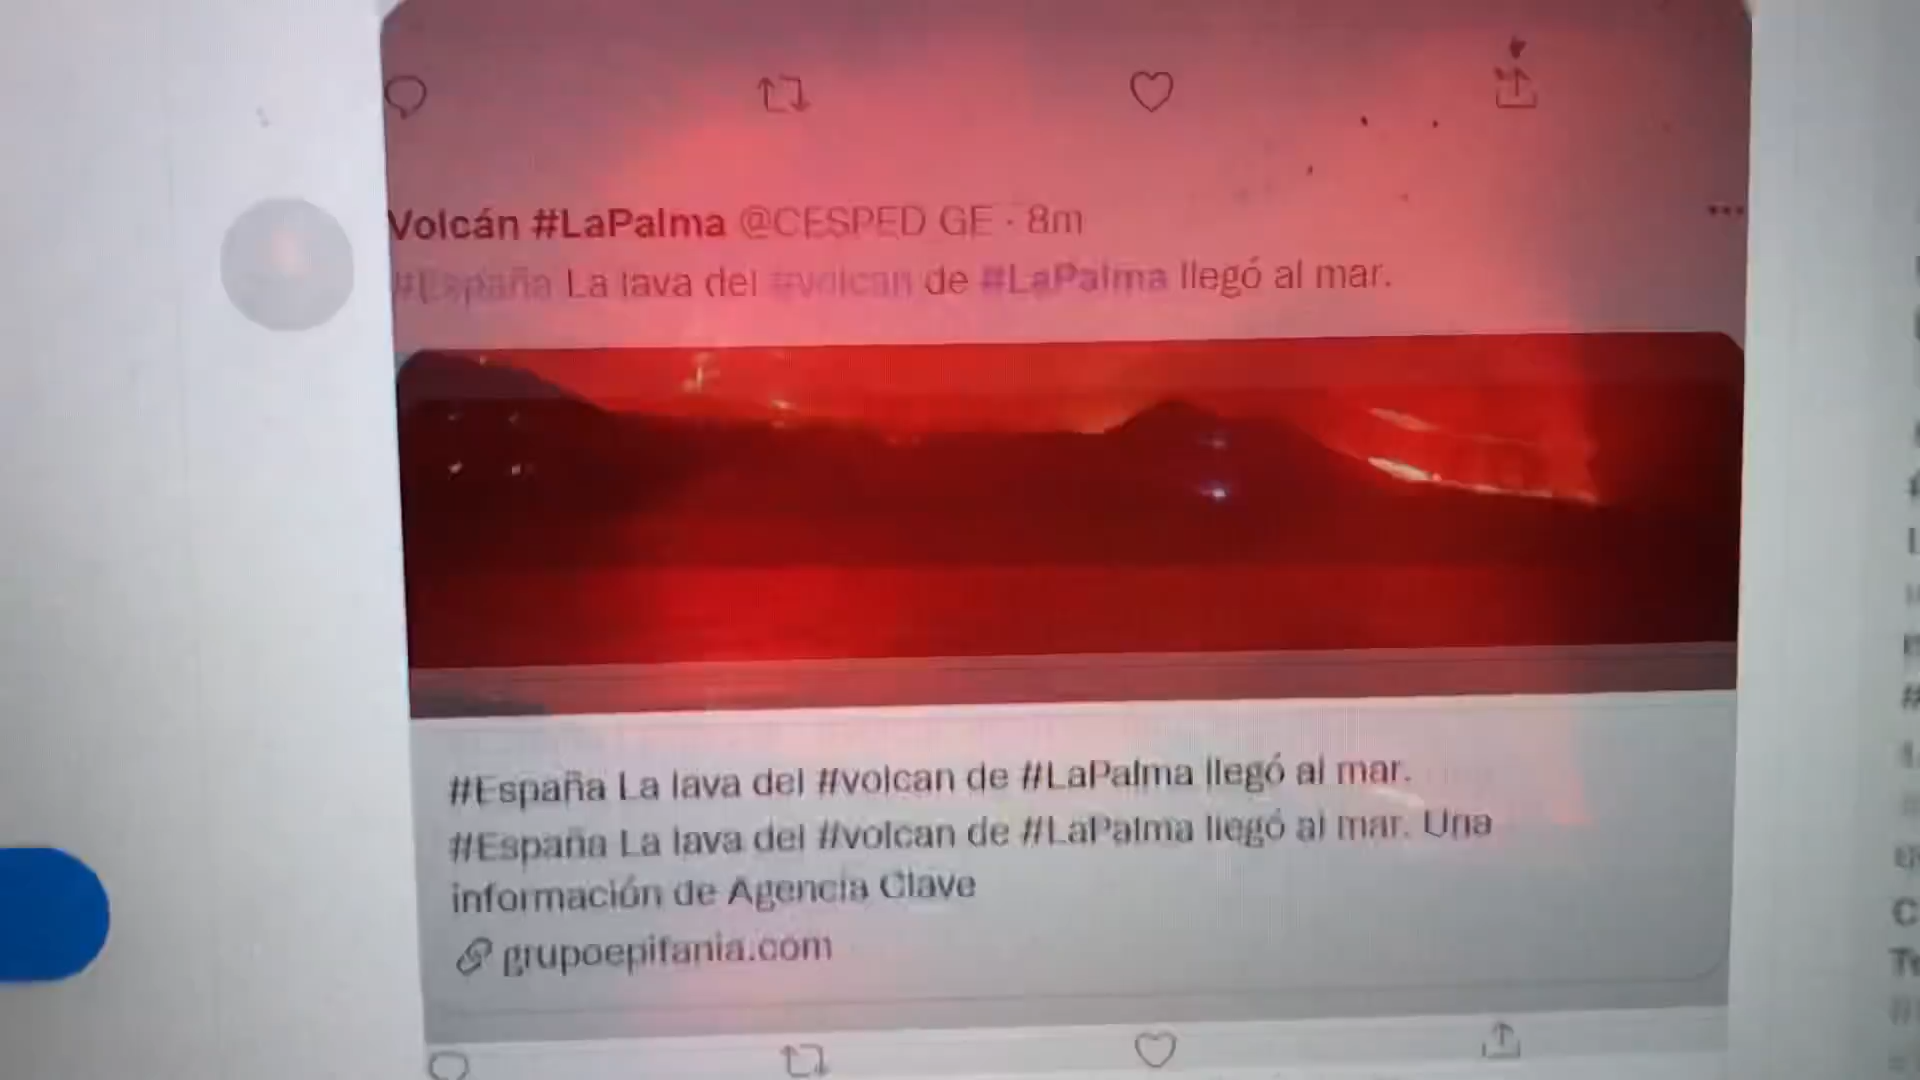 Volcán #LaPalma @CESPED GE · 8m
#España La lava del #volcan de #LaPalma llegó al mar.
#España La lava del #volcan de #LaPalma llegó al mar.
#España La lava del #volcan de #LaPalma llegó al mar. Una
información de Agencia Clave
grupoepifania.com